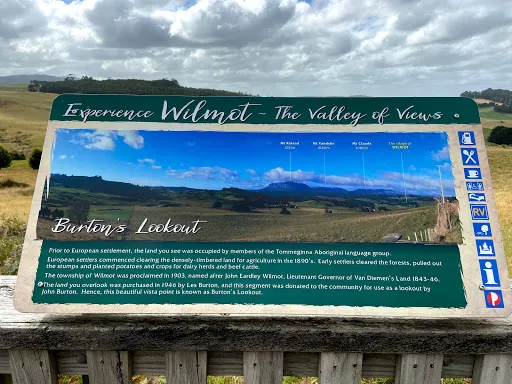 Experience Wilmot ~ The Valley of Views .
Mt Roland
Mt Vandyke
Mt Claude
The village of
WILMOT
Burton's Lookout
Prior to European settlement, the land you see was occupied by members of the Tommeginna Aboriginal language group.
European settlers commenced clearing the densely-timbered land for agriculture in the 1890's. Early settlers cleared the forests, pulled out
the stumps and planted potatoes and crops for dairy herds and beef cattle.
The township of Wilmot was proclaimed in 1903, named after John Eardley Wilmot, Lieutenant Governor of Van Diemen's Land 1843-46.
The land you overlook was purchased in 1946 by Les Burton, and this segment was donated to the community for use as a lookout by
John Burton. Hence, this beautiful vista point is known as Burton's Lookout.
RV
i
P